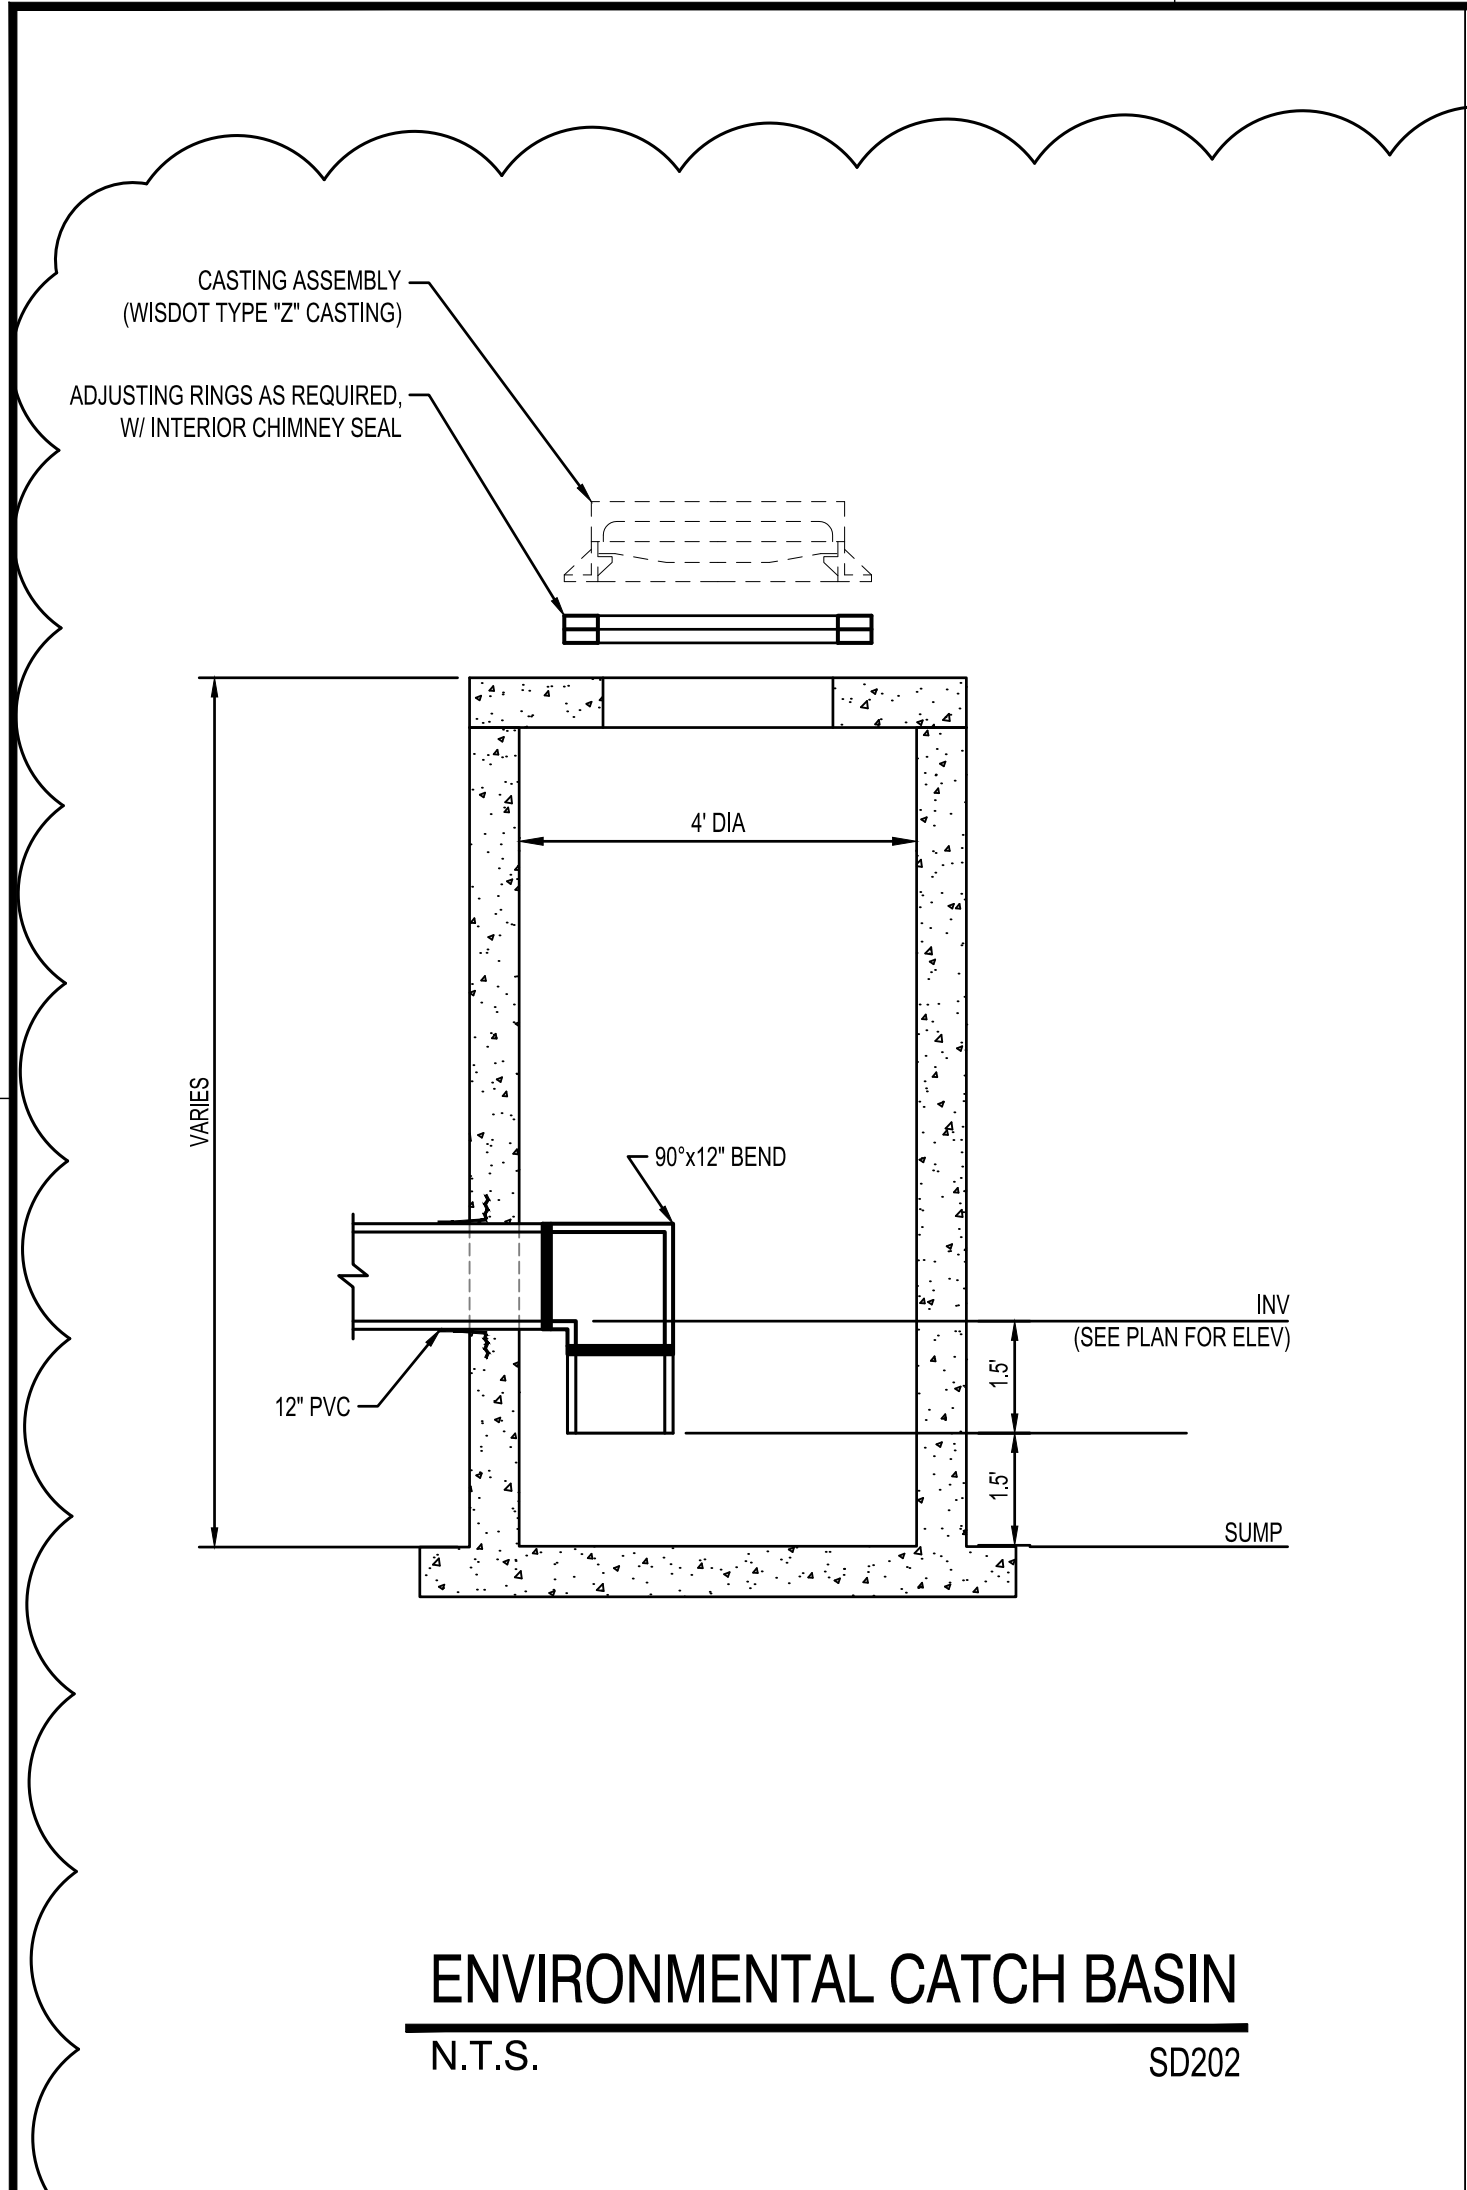 CASTING ASSEMBLY
(WISDOT TYPE "Z" CASTING)
ADJUSTING RINGS AS REQUIRED,
W/ INTERIOR CHIMNEY SEAL
4' DIA
VARIES
90°x12" BEND
INV
(SEE PLAN FOR ELEV)
1.5'
12" PVC
1.5'
SUMP
ENVIRONMENTAL CATCH BASIN
N.T.S.
SD202